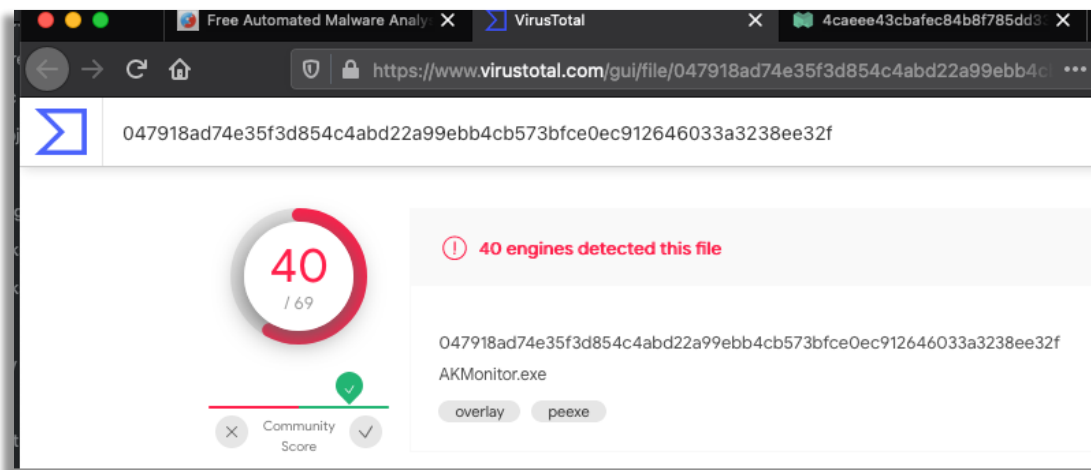 Free Automated Malware Analy
VirusTotal
4caeee43cbafec84b8f785dd3
https://www.virustotal.com/gui/file/047918ad74e35f3d854c4abd22a99ebb4c
047918ad74e35f3d854c4abd22a99ebb4cb573bfce0ec912646033a3238ee32f
40
/ 69
40 engines detected this file
047918ad74e35f3d854c4abd22a99ebb4cb573bfce0ec912646033a3238ee32f
AKMonitor.exe
overlay peexe
Community
Score